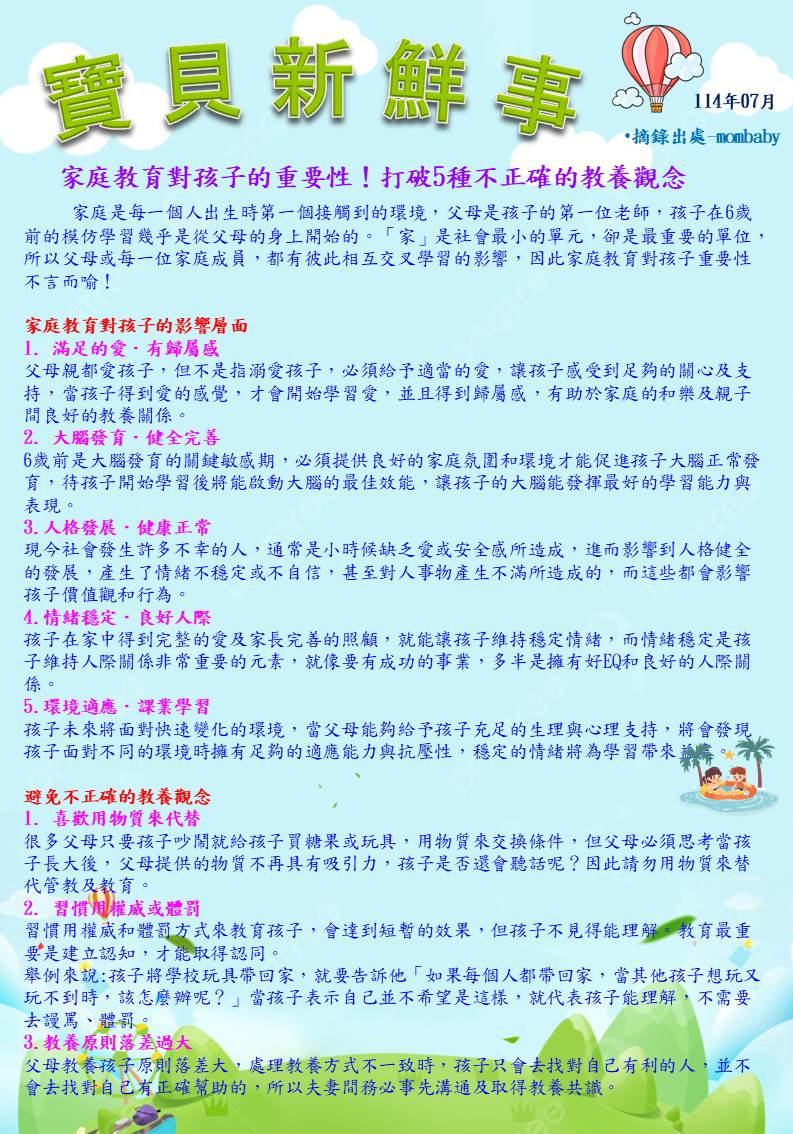 寶貝新鮮事
114年07月
•摘錄出處-mombaby
家庭教育對孩子的重要性！打破5種不正確的教養觀念
家庭是每一個人出生時第一個接觸到的環境，父母是孩子的第一位老師，孩子在6歲
前的模仿學習幾乎是從父母的身上開始的。「家」是社會最小的單元，卻是最重要的單位，
所以父母或每一位家庭成員，都有彼此相互交叉學習的影響，因此家庭教育對孩子重要性
不言而喻！
家庭教育對孩子的影響層面
1. 滿足的愛．有歸屬感
父母親都愛孩子，但不是指溺愛孩子，必須給予適當的愛，讓孩子感受到足夠的關心及支
持，當孩子得到愛的感覺，才會開始學習愛，並且得到歸屬感，有助於家庭的和樂及親子
間良好的教養關係。
2. 大腦發育．健全完善
6歲前是大腦發育的關鍵敏感期，必須提供良好的家庭氛圍和環境才能促進孩子大腦正常發
育，待孩子開始學習後將能啟動大腦的最佳效能，讓孩子的大腦能發揮最好的學習能力與
表現。
3.人格發展．健康正常
現今社會發生許多不幸的人，通常是小時候缺乏愛或安全感所造成，進而影響到人格健全
的發展，產生了情緒不穩定或不自信，甚至對人事物產生不滿所造成的，而這些都會影響
孩子價值觀和行為。
4.情緒穩定．良好人際
孩子在家中得到完整的愛及家長完善的照顧，就能讓孩子維持穩定情緒，而情緒穩定是孩
子維持人際關係非常重要的元素，就像要有成功的事業，多半是擁有好EQ和良好的人際關
係。
5.環境適應．課業學習
孩子未來將面對快速變化的環境，當父母能夠給予孩子充足的生理與心理支持，將會發現
孩子面對不同的環境時擁有足夠的適應能力與抗壓性，穩定的情緒將為學習帶來益處。
避免不正確的教養觀念
1. 喜歡用物質來代替
很多父母只要孩子吵鬧就給孩子買糖果或玩具，用物質來交換條件，但父母必須思考當孩
子長大後，父母提供的物質不再具有吸引力，孩子是否還會聽話呢？因此請勿用物質來替
代管教及教育。
2. 習慣用權威或體罰
習慣用權威和體罰方式來教育孩子，會達到短暫的效果，但孩子不見得能理解。教育最重
要是建立認知，才能取得認同。
舉例來說:孩子將學校玩具帶回家，就要告訴他「如果每個人都帶回家，當其他孩子想玩又
玩不到時，該怎麼辦呢？」當孩子表示自己並不希望是這樣，就代表孩子能理解，不需要
去謾罵、體罰。
3.教養原則落差過大
父母教養孩子原則落差大，處理教養方式不一致時，孩子只會去找對自己有利的人，並不
會去找對自己有正確幫助的，所以夫妻間務必事先溝通及取得教養共識。